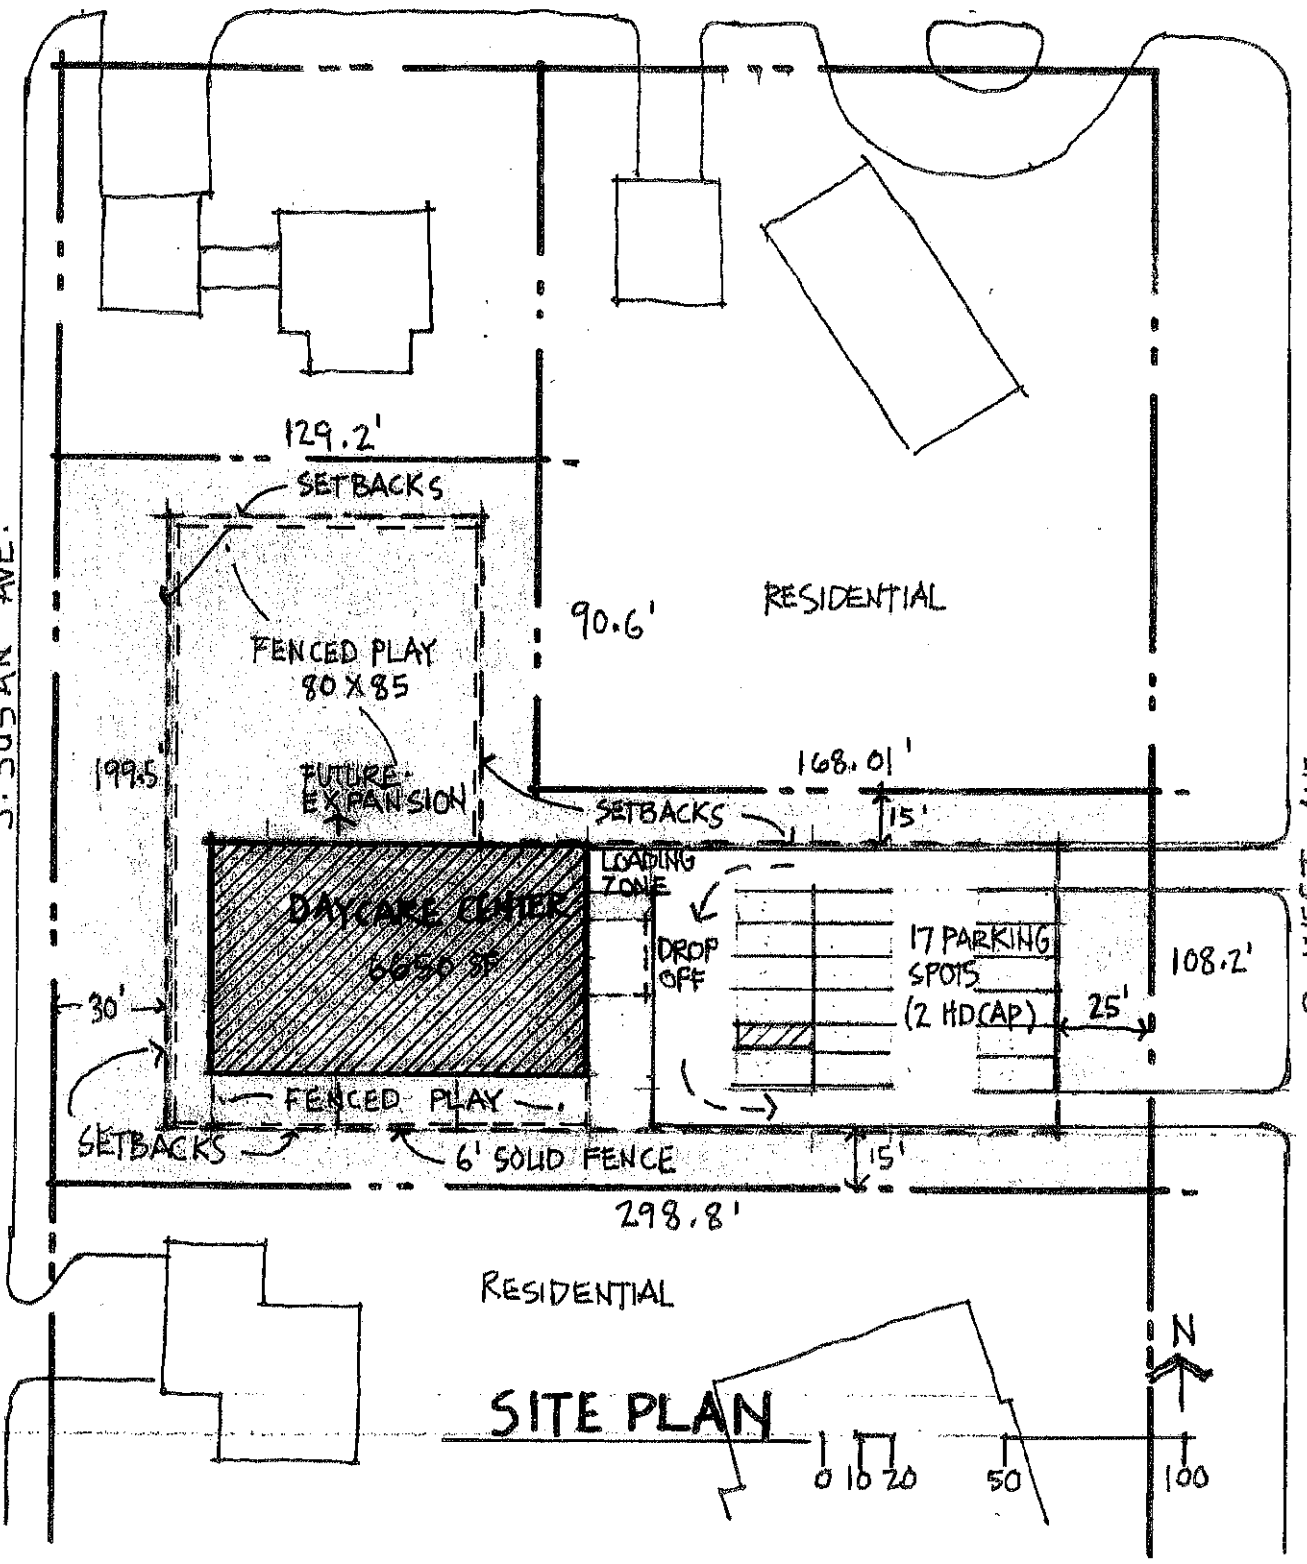 129.2'
SETBACKS
S. SUSAN AVE.
FENCED PLAY
80 X 85
90.6'
RESIDENTIAL
199.5'
FUTURE
EXPANSION
168.01'
SETBACKS
15'
LOADING
ZONE
DAYCARE CENTER
6650 SF
DROP
OFF
17 PARKING
SPOTS
(2 HDCAP)
108.2'
30'
25'
FENCED PLAY
SETBACKS
6' SOLID FENCE
15'
298.8'
RESIDENTIAL
N
SITE PLAN
0 10 20 50 100